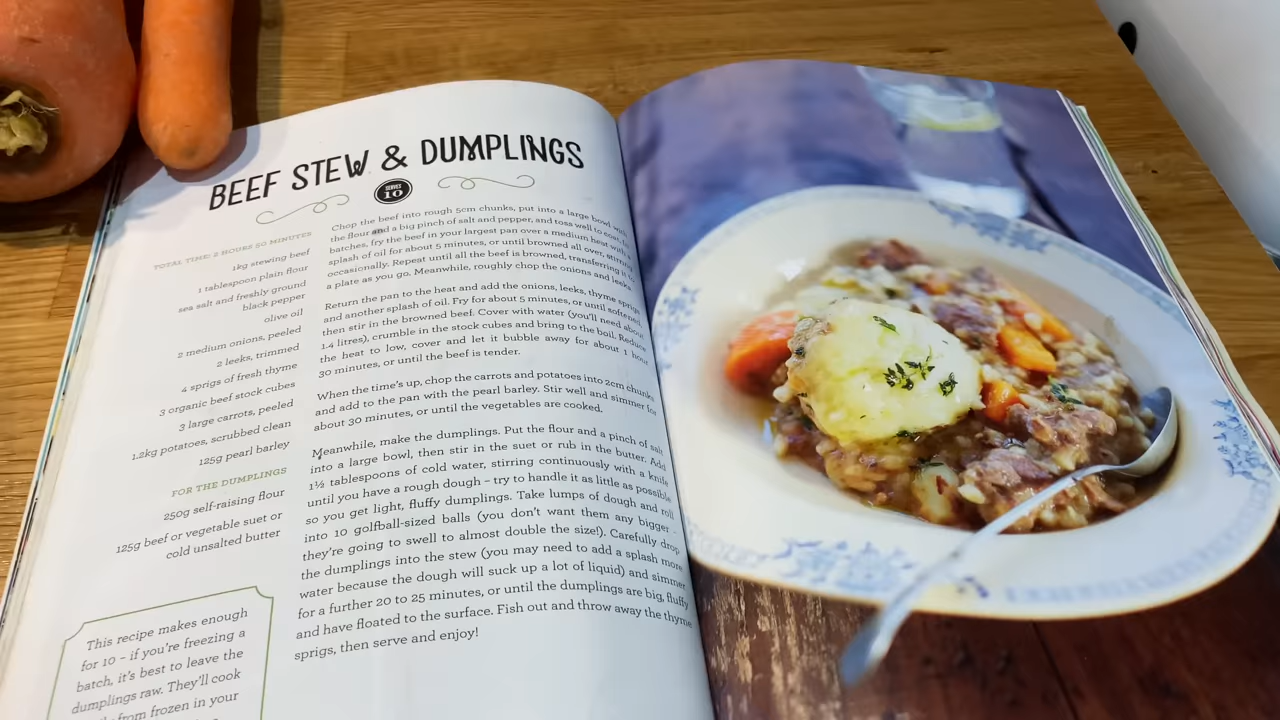 BEEF STEW & DUMPLINGS
SERVES
10
TOTAL TIME: 2 HOURS 50 MINUTES
1kg stewing beef
1 tablespoon plain flour
sea salt and freshly ground
black pepper
olive oil
2 medium onions, peeled
2 leeks, trimmed
4 sprigs of fresh thyme
3 organic beef stock cubes
3 large carrots, peeled
1.2kg potatoes, scrubbed clean
125g pearl barley
FOR THE DUMPLINGS
250g self-raising flour
125g beef or vegetable suet or
cold unsalted butter
This recipe makes enough
for 10 – if you're freezing a
batch, it's best to leave the
dumplings raw. They'll cook
from frozen in your
Chop the beef into rough 5cm chunks, put into a large bowl with
the flour and a big pinch of salt and pepper, and toss well to coat. In
batches, fry the beef in your largest pan over a medium heat with a
splash of oil for about 5 minutes, or until browned all over, stirring
occasionally. Repeat until all the beef is browned, transferring it to
a plate as you go. Meanwhile, roughly chop the onions and leeks.
Return the pan to the heat and add the onions, leeks, thyme sprigs
and another splash of oil. Fry for about 5 minutes, or until softened,
then stir in the browned beef. Cover with water (you'll need about
1.4 litres), crumble in the stock cubes and bring to the boil. Reduce
the heat to low, cover and let it bubble away for about 1 hour
30 minutes, or until the beef is tender.
When the time's up, chop the carrots and potatoes into 2cm chunks
and add to the pan with the pearl barley. Stir well and simmer for
about 30 minutes, or until the vegetables are cooked.
Meanwhile, make the dumplings. Put the flour and a pinch of salt
into a large bowl, then stir in the suet or rub in the butter. Add
1½ tablespoons of cold water, stirring continuously with a knife
until you have a rough dough – try to handle it as little as possible
so you get light, fluffy dumplings. Take lumps of dough and roll
into 10 golfball-sized balls (you don't want them any bigger –
they're going to swell to almost double the size!). Carefully drop
the dumplings into the stew (you may need to add a splash more
water because the dough will suck up a lot of liquid) and simmer
for a further 20 to 25 minutes, or until the dumplings are big, fluffy
and have floated to the surface. Fish out and throw away the thyme
sprigs, then serve and enjoy!